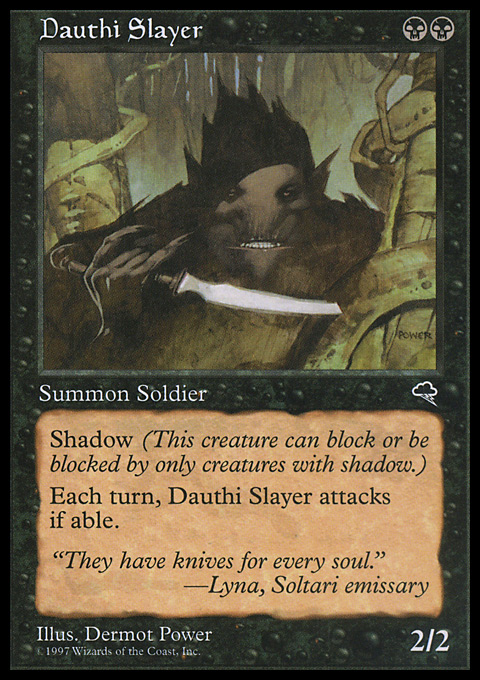 Dauthi Slayer
POWER
Summon Soldier
Shadow (This creature can block or be
blocked by only creatures with shadow.)
Each turn, Dauthi Slayer attacks
if able.
“They have knives for every soul.”
—Lyna, Soltari emissary
Illus. Dermot Power
©1997 Wizards of the Coast, Inc.
2/2